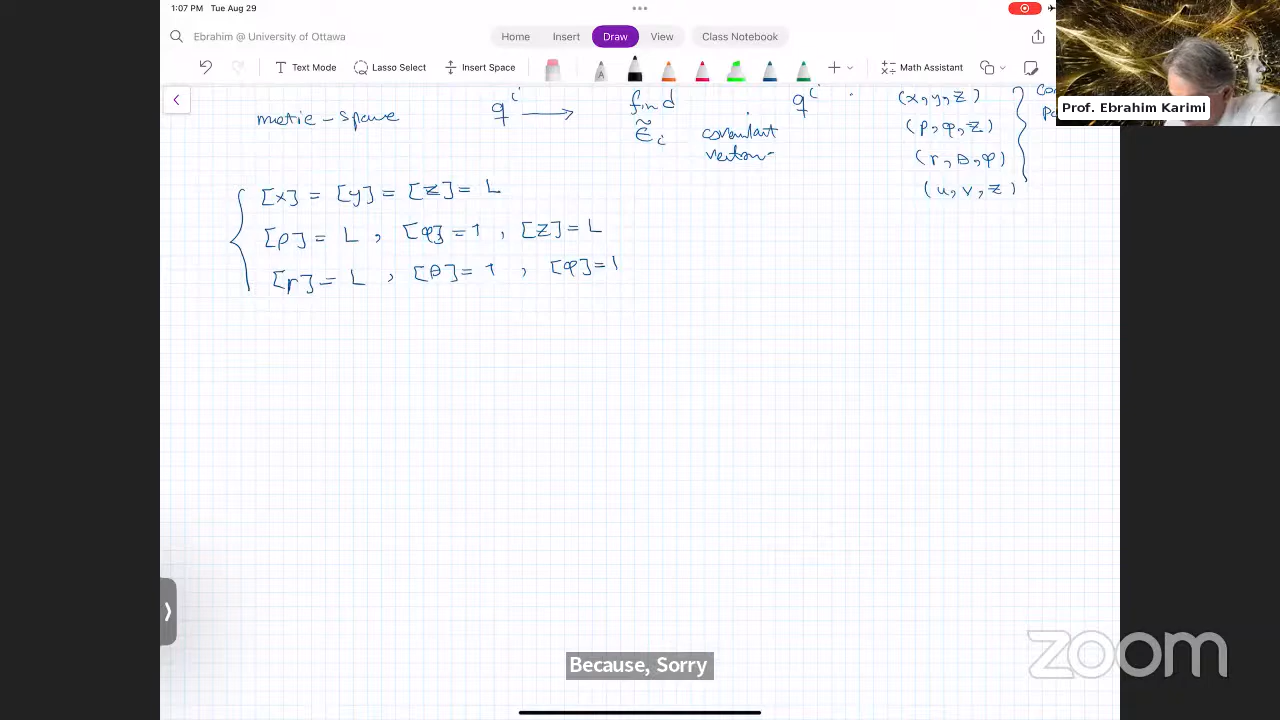 1:07 PM Tue Aug 29
Ebrahim @ University of Ottawa
Home Insert Draw View Class Notebook
Text Mode Lasso Select Insert Space Math Assistant
Prof. Ebrahim Karimi
metric-space
qⁱ → find qⁱ
ε̃ᵢ covariant
vector
(x, y, z)
(ρ, φ, z)
(r, θ, φ)
(u, v, z)
[x] = [y] = [z] = L
[ρ] = L , [φ] = 1 , [z] = L
[r] = L , [θ] = 1 , [φ] = 1
Because, Sorry
zoom